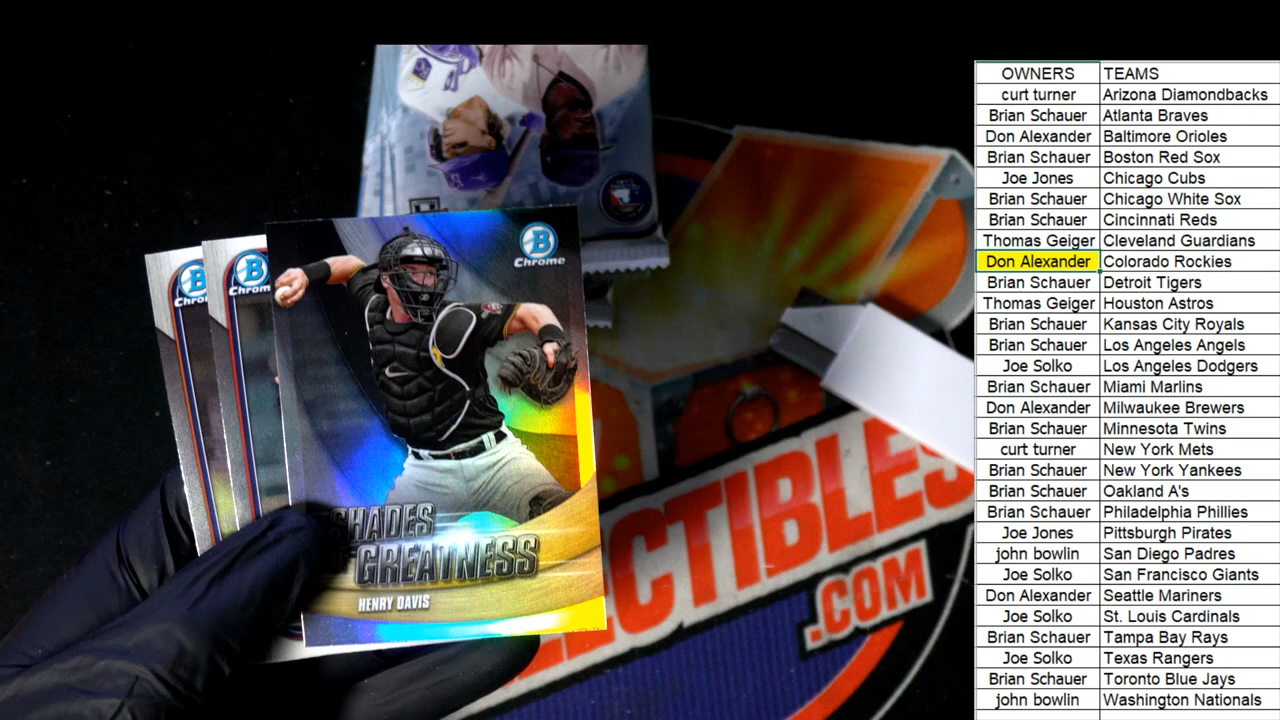 B
Chrome
B
Chrome
SHADES
OF GREATNESS
HENRY DAVIS
CTIBLES
.COM
OWNERS TEAMS
curt turner Arizona Diamondbacks
Brian Schauer Atlanta Braves
Don Alexander Baltimore Orioles
Brian Schauer Boston Red Sox
Joe Jones Chicago Cubs
Brian Schauer Chicago White Sox
Brian Schauer Cincinnati Reds
Thomas Geiger Cleveland Guardians
Don Alexander Colorado Rockies
Brian Schauer Detroit Tigers
Thomas Geiger Houston Astros
Brian Schauer Kansas City Royals
Brian Schauer Los Angeles Angels
Joe Solko Los Angeles Dodgers
Brian Schauer Miami Marlins
Don Alexander Milwaukee Brewers
Brian Schauer Minnesota Twins
curt turner New York Mets
Brian Schauer New York Yankees
Brian Schauer Oakland A's
Brian Schauer Philadelphia Phillies
Joe Jones Pittsburgh Pirates
john bowlin San Diego Padres
Joe Solko San Francisco Giants
Don Alexander Seattle Mariners
Joe Solko St. Louis Cardinals
Brian Schauer Tampa Bay Rays
Joe Solko Texas Rangers
Brian Schauer Toronto Blue Jays
john bowlin Washington Nationals